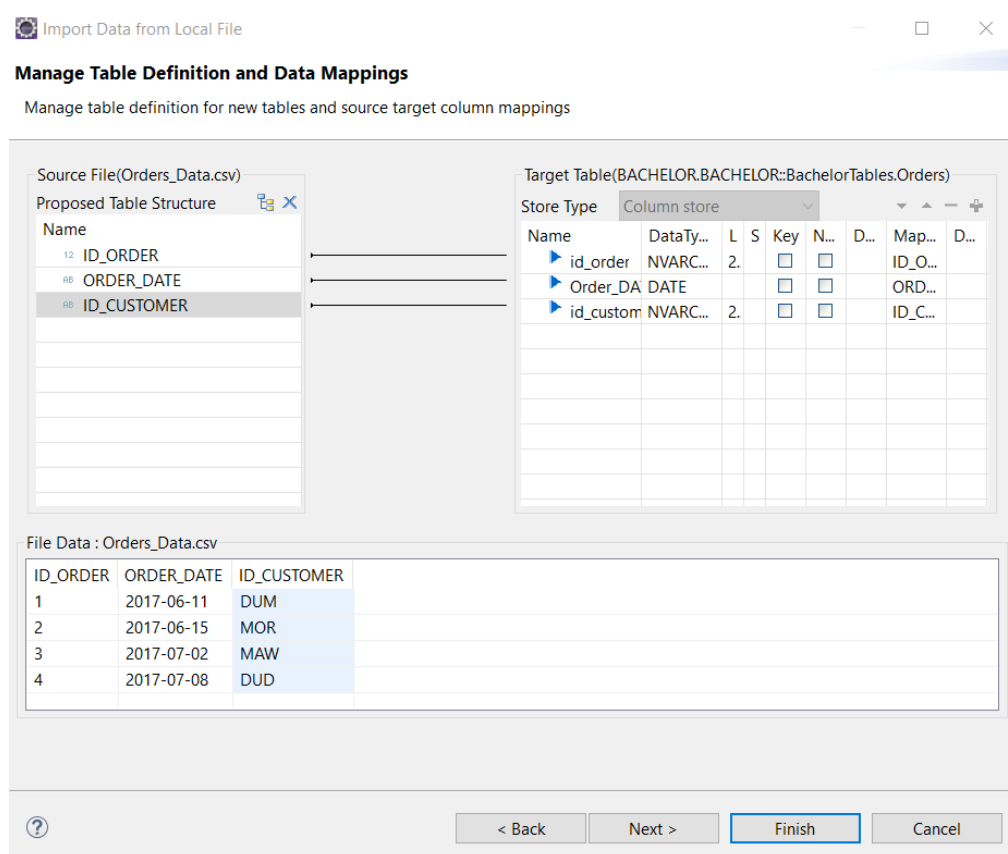 Import Data from Local File
Manage Table Definition and Data Mappings
Manage table definition for new tables and source target column mappings
Source File(Orders_Data.csv)
Proposed Table Structure
Name
12 ID_ORDER
AB ORDER_DATE
AB ID_CUSTOMER
Target Table(BACHELOR.BACHELOR::BachelorTables.Orders)
Store Type Column store
Name DataTy... L S Key N... D... Map... D...
id_order NVARC... 2. ID_O...
Order_DA DATE ORD...
id_custom NVARC... 2. ID_C...
File Data : Orders_Data.csv
ID_ORDER ORDER_DATE ID_CUSTOMER
1 2017-06-11 DUM
2 2017-06-15 MOR
3 2017-07-02 MAW
4 2017-07-08 DUD
? < Back Next > Finish Cancel